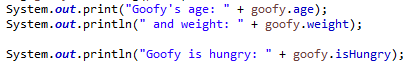 System.out.print("Goofy's age: " + goofy.age);
System.out.println(" and weight: " + goofy.weight);
System.out.println("Goofy is hungry: " + goofy.isHungry);